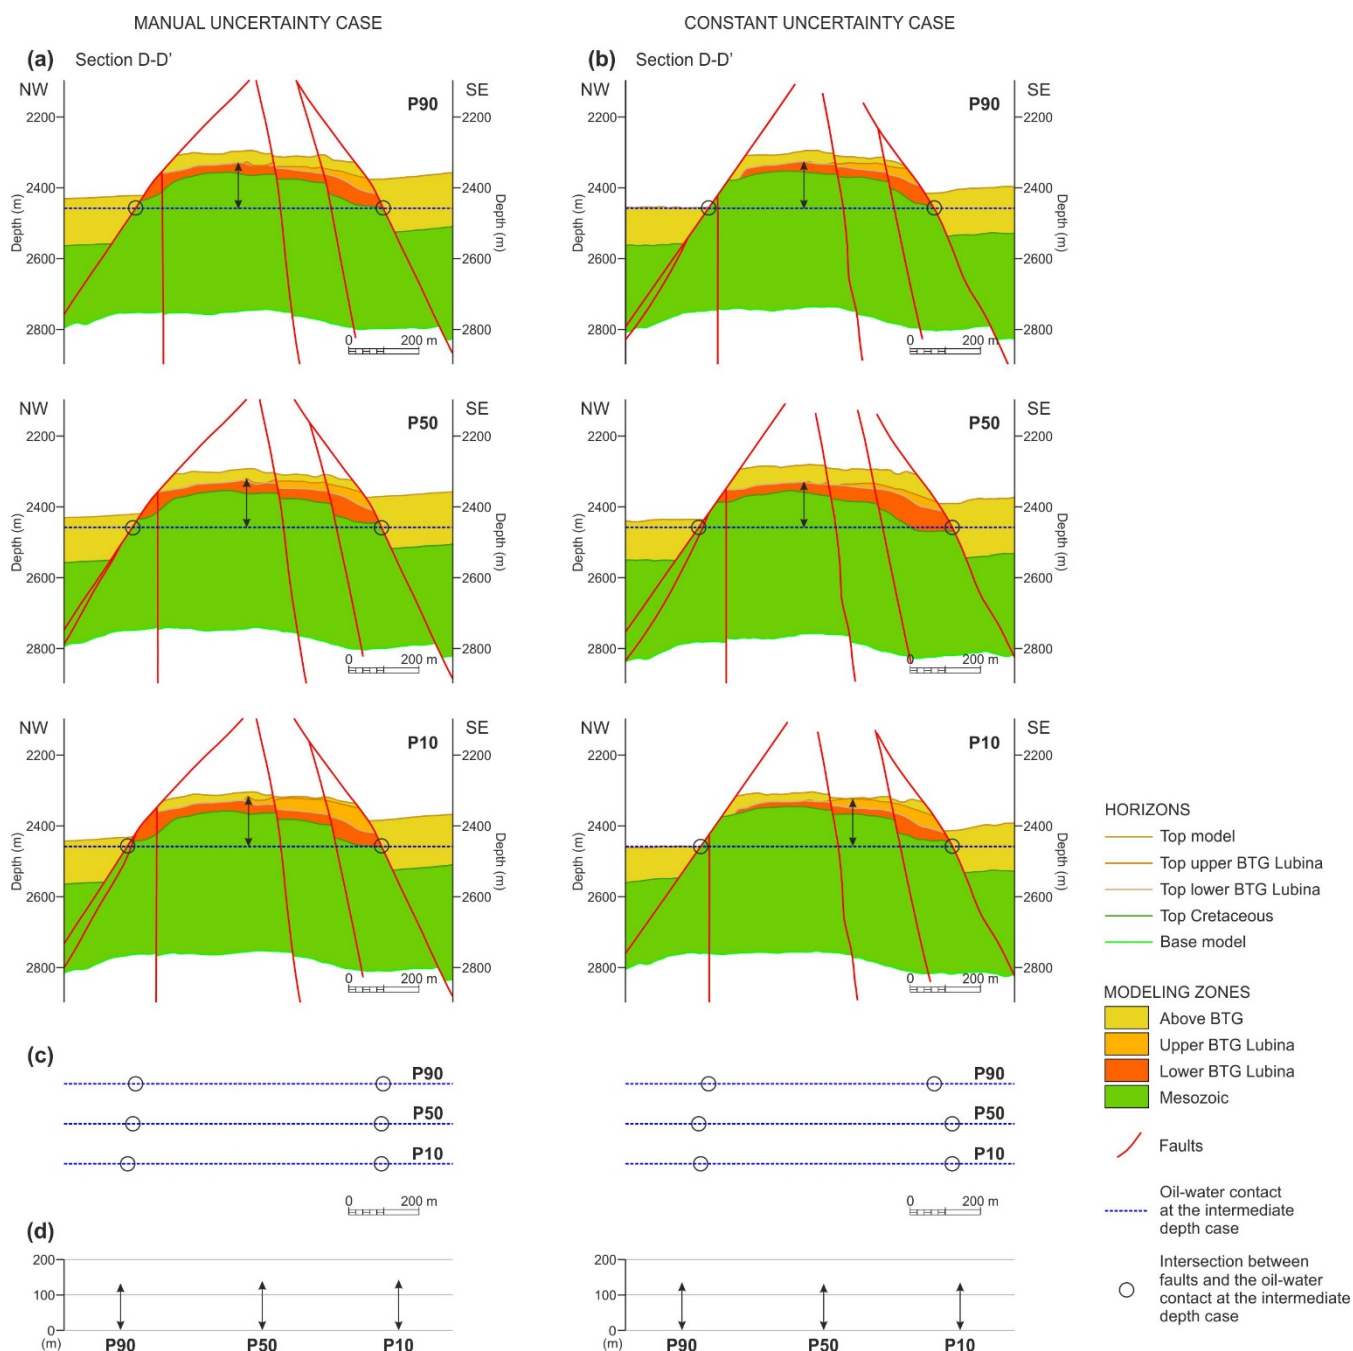 MANUAL UNCERTAINTY CASE
CONSTANT UNCERTAINTY CASE
(a) Section D-D'
(b) Section D-D'
NW
P90
SE
2200
2400
2600
2800
Depth (m)
2200
2400
2600
2800
Depth (m)
0 200 m
NW
P90
SE
2200
2400
2600
2800
Depth (m)
2200
2400
2600
2800
Depth (m)
0 200 m
NW
P50
SE
2200
2400
2600
2800
Depth (m)
2200
2400
2600
2800
Depth (m)
0 200 m
NW
P50
SE
2200
2400
2600
2800
Depth (m)
2200
2400
2600
2800
Depth (m)
0 200 m
NW
P10
SE
2200
2400
2600
2800
Depth (m)
2200
2400
2600
2800
Depth (m)
0 200 m
NW
P10
SE
2200
2400
2600
2800
Depth (m)
2200
2400
2600
2800
Depth (m)
0 200 m
(c)
P90
P50
P10
0 200 m
P90
P50
P10
0 200 m
(d)
200
100
0
(m)
P90 P50 P10
200
100
0
(m)
P90 P50 P10
HORIZONS
Top model
Top upper BTG Lubina
Top lower BTG Lubina
Top Cretaceous
Base model
MODELING ZONES
Above BTG
Upper BTG Lubina
Lower BTG Lubina
Mesozoic
Faults
Oil-water contact
at the intermediate
depth case
Intersection between
faults and the oil-water
contact at the intermediate
depth case